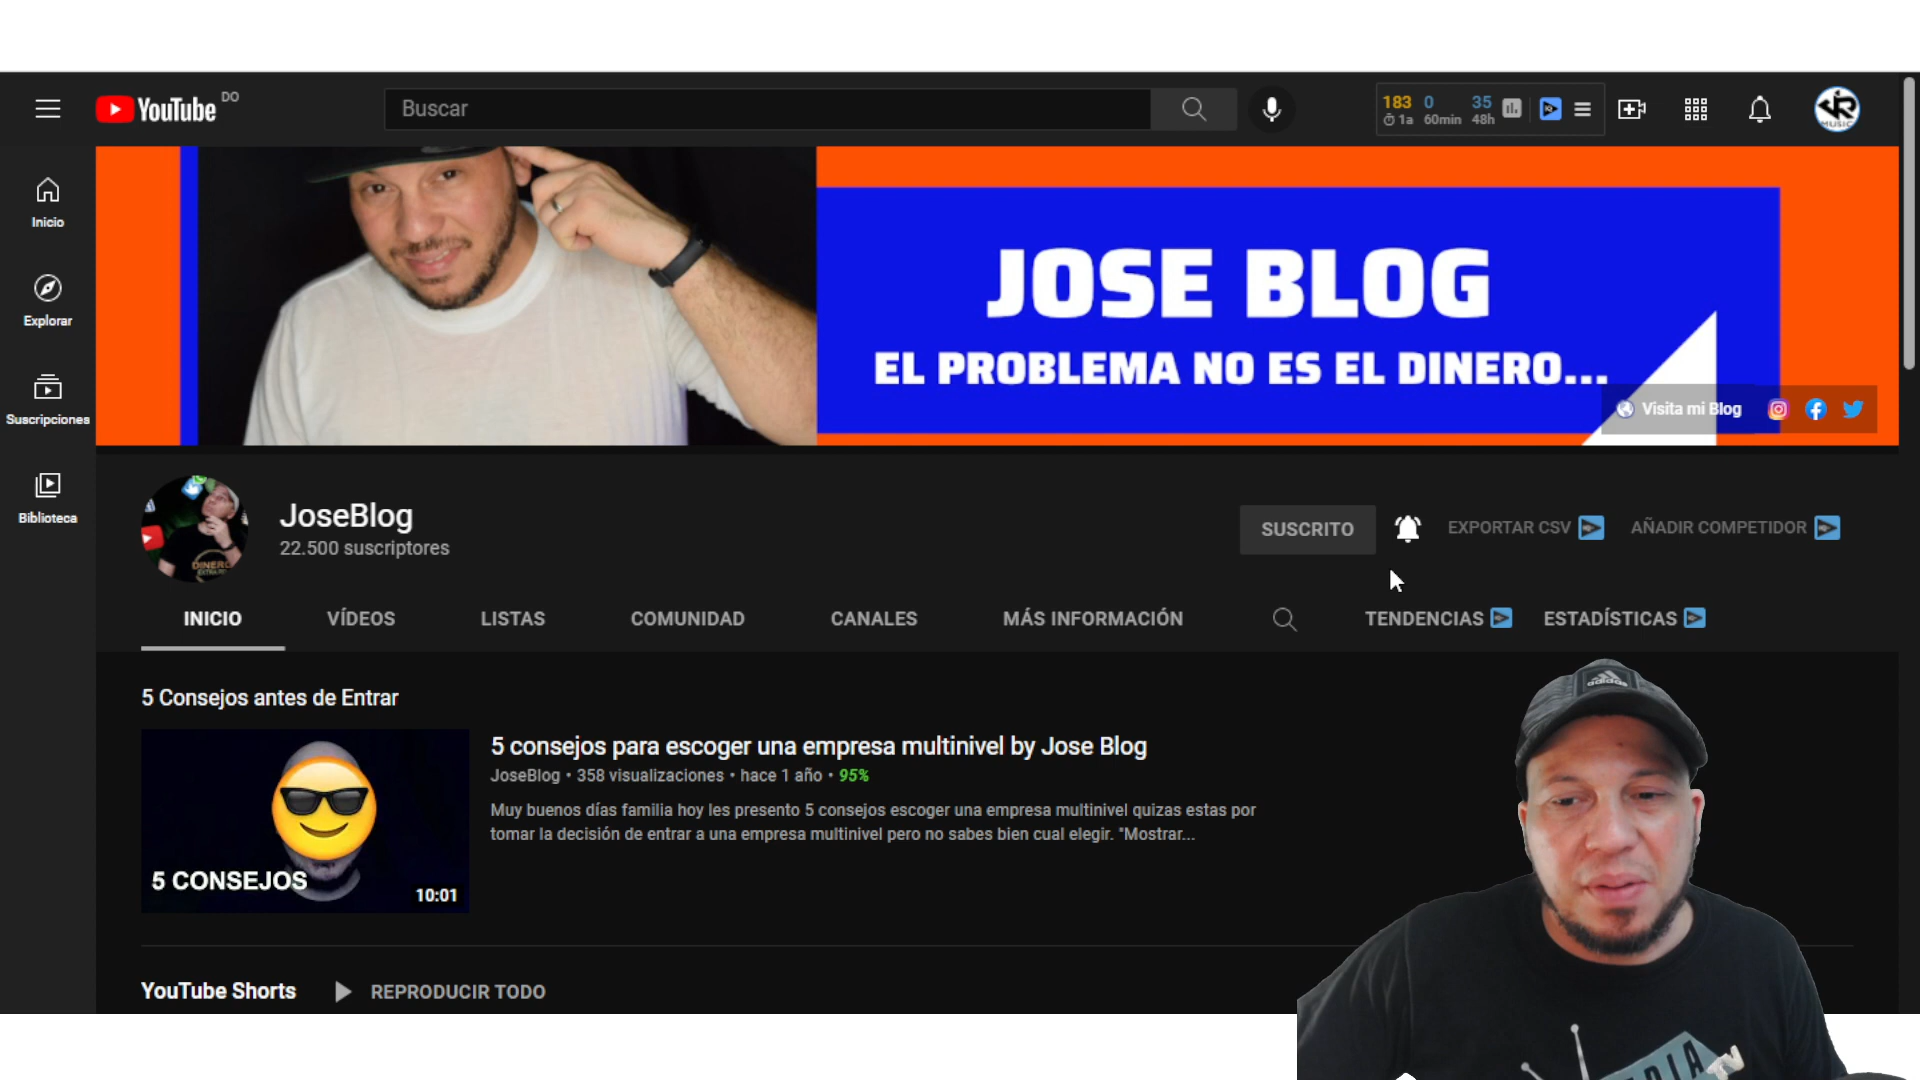 YouTube DO
Buscar
183 0 35
1a 60min 48h
MUSIC
Inicio
Explorar
Suscripciones
Biblioteca
JOSE BLOG
EL PROBLEMA NO ES EL DINERO...
Visita mi Blog
DINERO
EXTRA
JoseBlog
22.500 suscriptores
SUSCRITO
EXPORTAR CSV
AÑADIR COMPETIDOR
INICIO
VÍDEOS
LISTAS
COMUNIDAD
CANALES
MÁS INFORMACIÓN
TENDENCIAS
ESTADÍSTICAS
5 Consejos antes de Entrar
5 CONSEJOS
10:01
5 consejos para escoger una empresa multinivel by Jose Blog
JoseBlog • 358 visualizaciones • hace 1 año • 95%
Muy buenos días familia hoy les presento 5 consejos escoger una empresa multinivel quizas estas por
tomar la decisión de entrar a una empresa multinivel pero no sabes bien cual elegir. "Mostrar...
YouTube Shorts
REPRODUCIR TODO
adidas